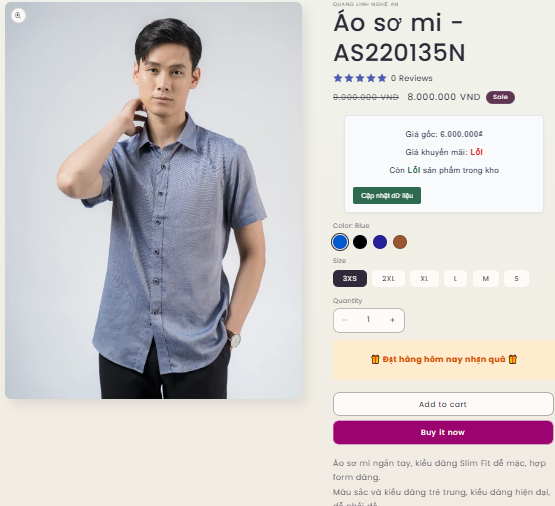 QUANG LINH NGHỆ AN
Áo sơ mi -
AS220135N
0 Reviews
9.000.000 VND 8.000.000 VND Sale
Giá gốc: 6.000.000₫
Giá khuyến mãi: Lỗi
Còn Lỗi sản phẩm trong kho
Cập nhật dữ liệu
Color: Blue
Size
3XS 2XL XL L M S
Quantity
− 1 +
🎁 Đặt hàng hôm nay nhận quà 🎁
Add to cart
Buy it now
Áo sơ mi ngắn tay, kiểu dáng Slim Fit dễ mặc, hợp
form dáng.
Màu sắc và kiểu dáng trẻ trung, kiểu dáng hiện đại,
dễ phối đồ